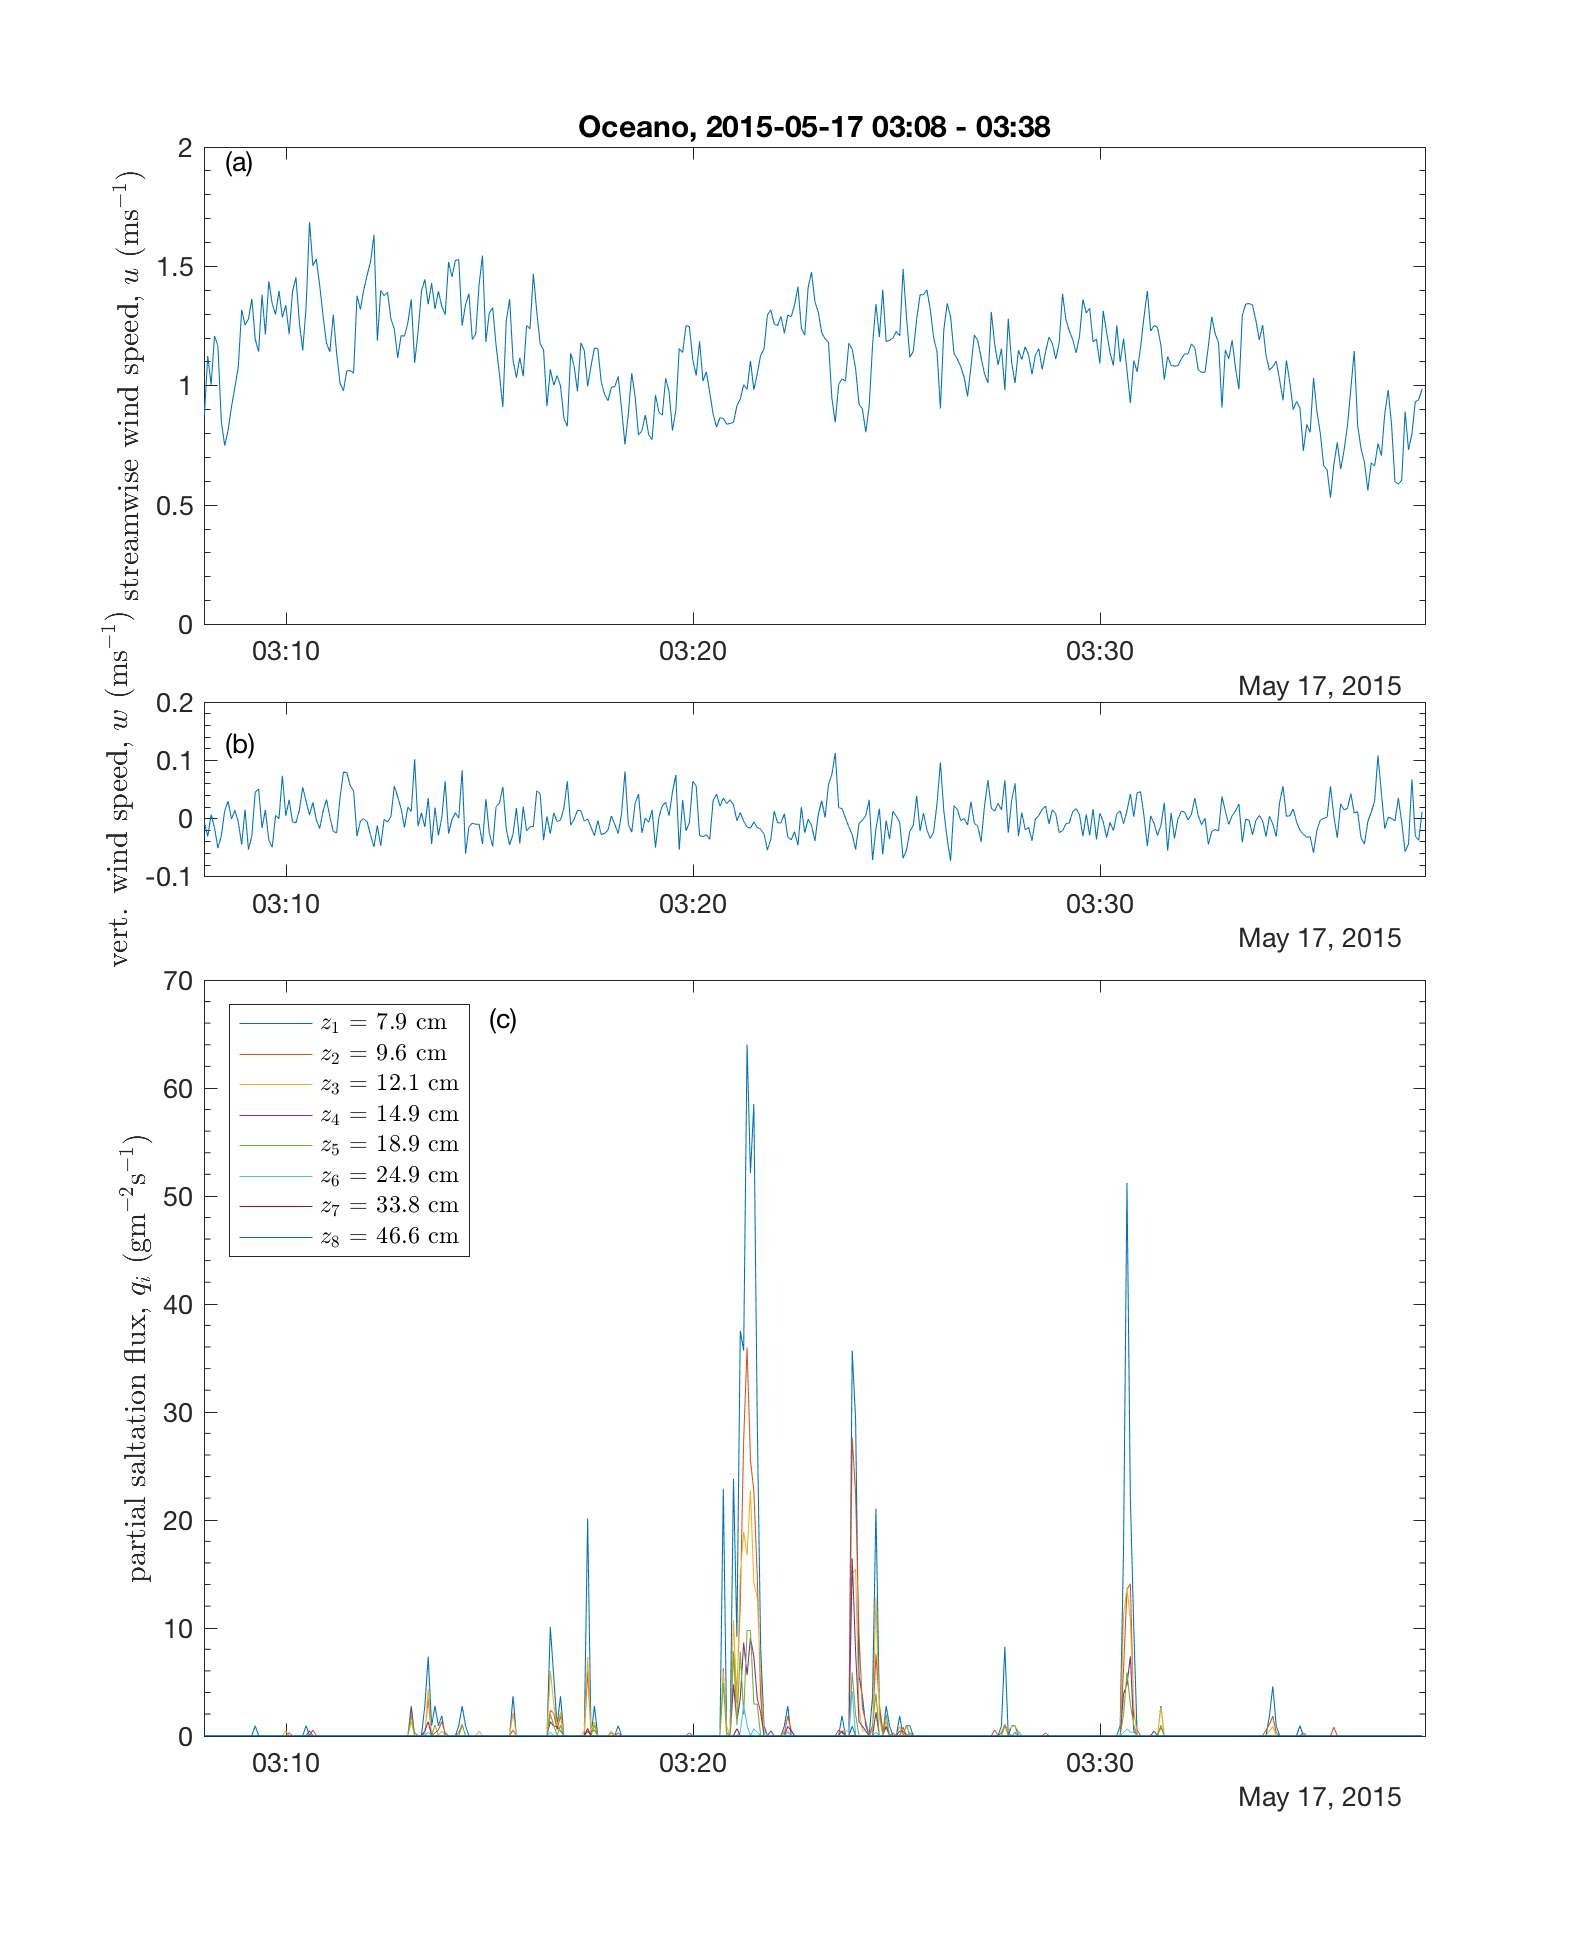 Oceano, 2015-05-17 03:08 - 03:38
(a)
streamwise wind speed, u (ms⁻¹)
2
1.5
1
0.5
0
03:10 03:20 03:30
May 17, 2015
(b)
vert. wind speed, w (ms⁻¹)
0.2
0.1
0
-0.1
03:10 03:20 03:30
May 17, 2015
(c)
partial saltation flux, qᵢ (gm⁻²s⁻¹)
70
60
50
40
30
20
10
0
z₁ = 7.9 cm
z₂ = 9.6 cm
z₃ = 12.1 cm
z₄ = 14.9 cm
z₅ = 18.9 cm
z₆ = 24.9 cm
z₇ = 33.8 cm
z₈ = 46.6 cm
03:10 03:20 03:30
May 17, 2015